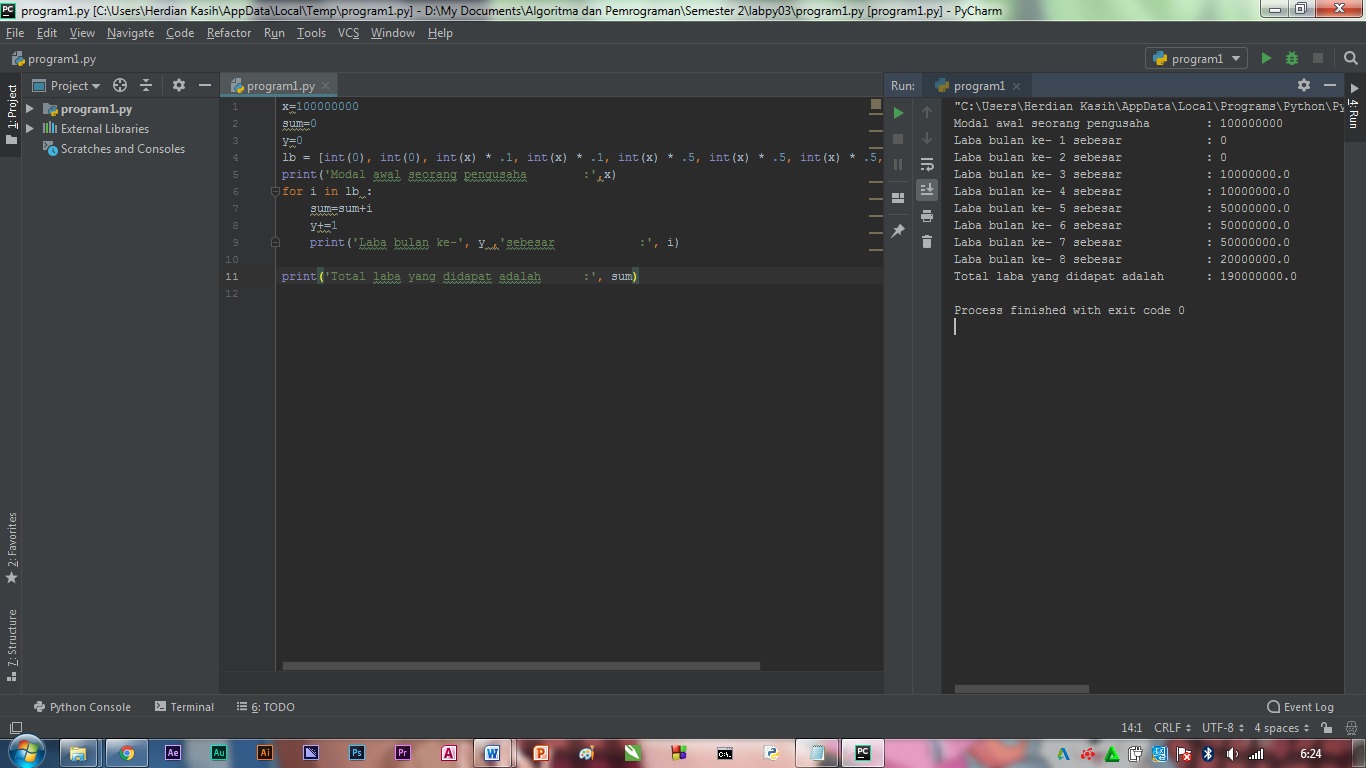 program1.py [C:\Users\Herdian Kasih\AppData\Local\Temp\program1.py] - D:\My Documents\Algoritma dan Pemrograman\Semester 2\labpy03\program1.py [program1.py] - PyCharm
File Edit View Navigate Code Refactor Run Tools VCS Window Help
program1.py
program1
1: Project
Project
program1.py
External Libraries
Scratches and Consoles
2: Favorites
7: Structure
program1.py
1 x=100000000
2 sum=0
3 y=0
4 lb = [int(0), int(0), int(x) * .1, int(x) * .1, int(x) * .5, int(x) * .5, int(x) * .5,
5 print('Modal awal seorang pengusaha        :',x)
6 for i in lb :
7     sum=sum+i
8     y+=1
9     print('Laba bulan ke-', y ,'sebesar            :', i)
10
11 print('Total laba yang didapat adalah      :', sum)
12
Run: program1
4: Run
"C:\Users\Herdian Kasih\AppData\Local\Programs\Python\Py
Modal awal seorang pengusaha        : 100000000
Laba bulan ke- 1 sebesar            : 0
Laba bulan ke- 2 sebesar            : 0
Laba bulan ke- 3 sebesar            : 10000000.0
Laba bulan ke- 4 sebesar            : 10000000.0
Laba bulan ke- 5 sebesar            : 50000000.0
Laba bulan ke- 6 sebesar            : 50000000.0
Laba bulan ke- 7 sebesar            : 50000000.0
Laba bulan ke- 8 sebesar            : 20000000.0
Total laba yang didapat adalah      : 190000000.0
Process finished with exit code 0
Python Console Terminal 6: TODO Event Log
14:1 CRLF UTF-8 4 spaces
Ae Au Ai Ps Pr A W P PC
6:24